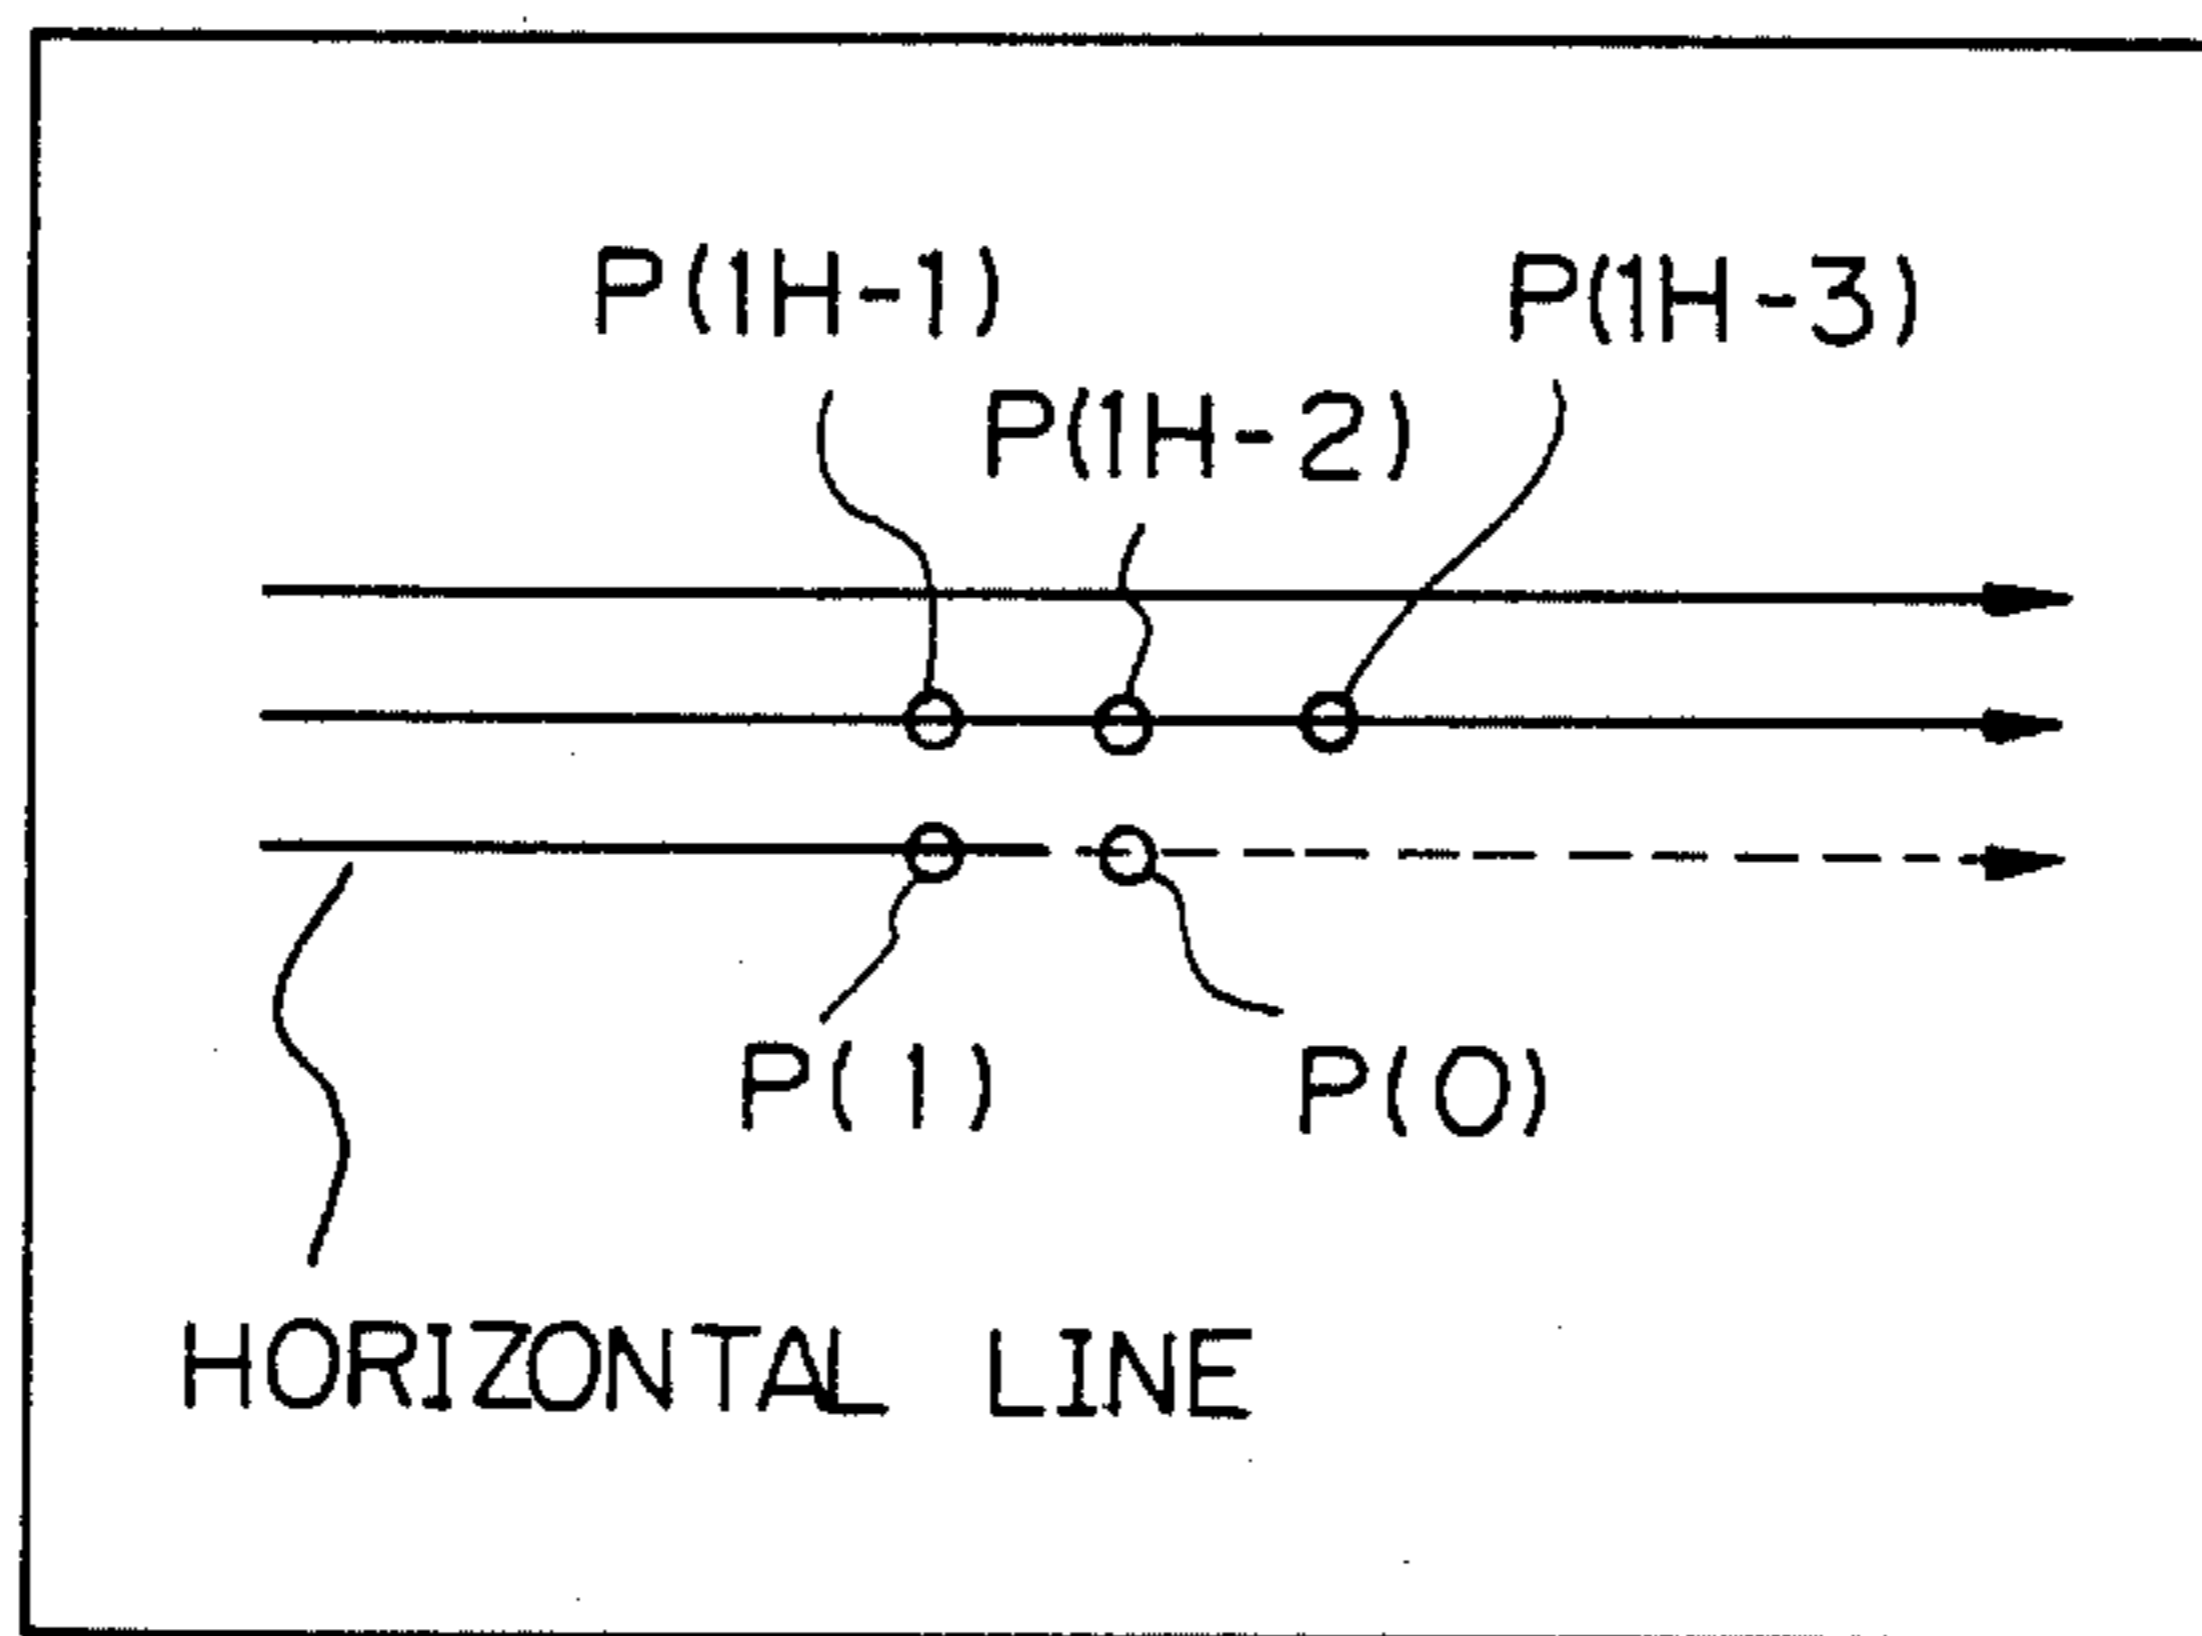 P(1H-1)
P(1H-3)
P(1H-2)
P(1)
P(0)
HORIZONTAL LINE